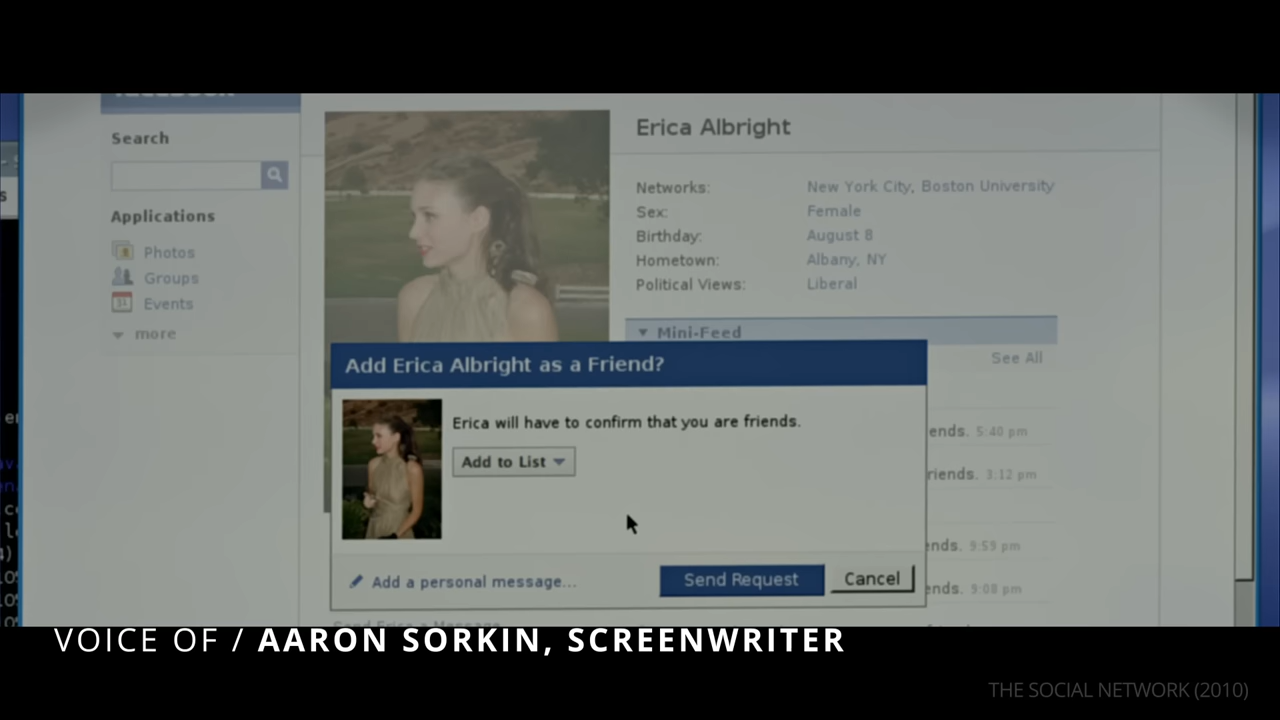 Search
Applications
Photos
Groups
31
Events
more
Erica Albright
Networks: New York City, Boston University
Sex: Female
Birthday: August 8
Hometown: Albany, NY
Political Views: Liberal
Mini-Feed
See All
Add Erica Albright as a Friend?
Erica will have to confirm that you are friends.
Add to List
ends. 5:40 pm
riends. 3:12 pm
ends. 9:59 pm
ends. 9:08 pm
Add a personal message...
Send Request
Cancel
VOICE OF / AARON SORKIN, SCREENWRITER
THE SOCIAL NETWORK (2010)